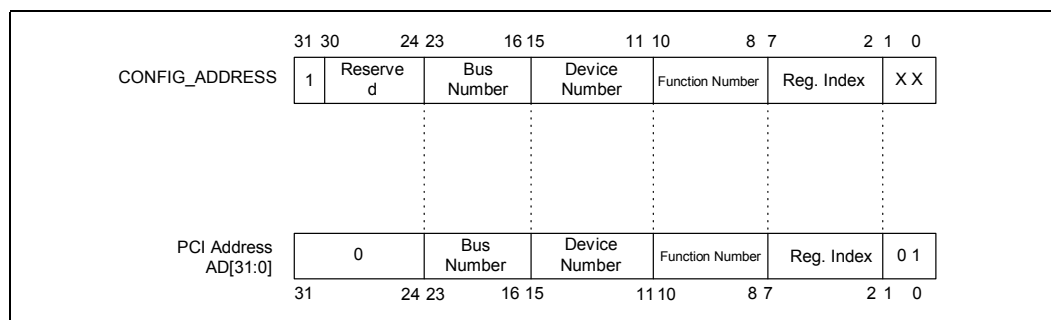 31 30 24 23 16 15 11 10 8 7 2 1 0
CONFIG_ADDRESS 1 Reserve d Bus Number Device Number Function Number Reg. Index X X
PCI Address AD[31:0] 0 Bus Number Device Number Function Number Reg. Index 0 1
31 24 23 16 15 11 10 8 7 2 1 0